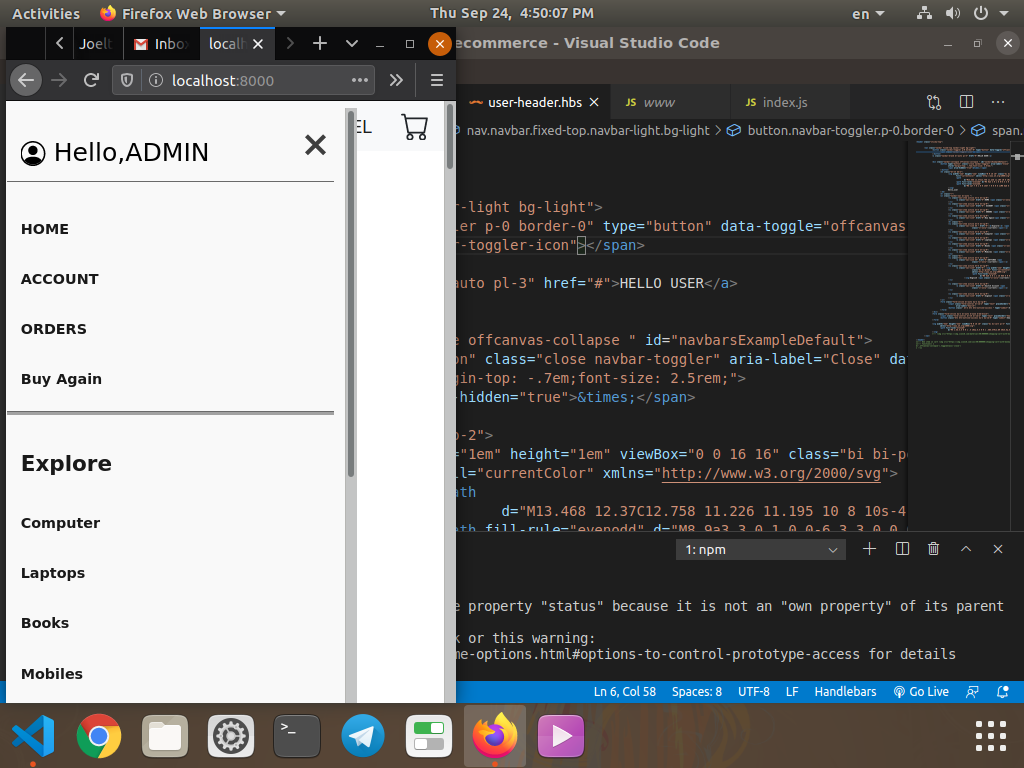 Activities Firefox Web Browser Thu Sep 24, 4:50:07 PM en
Joelt Inbo local
ecommerce - Visual Studio Code
localhost:8000
user-header.hbs JS www JS index.js
nav.navbar.fixed-top.navbar-light.bg-light > button.navbar-toggler.p-0.border-0 > span.
EL
Hello,ADMIN
HOME
ACCOUNT
ORDERS
Buy Again
Explore
Computer
Laptops
Books
Mobiles
r-light bg-light">
ler p-0 border-0" type="button" data-toggle="offcanvas
r-toggler-icon"></span>
auto pl-3" href="#">HELLO USER</a>
e offcanvas-collapse " id="navbarsExampleDefault">
on" class="close navbar-toggler" aria-label="Close" da
gin-top: -.7em;font-size: 2.5rem;">
-hidden="true">&times;</span>
o-2">
="1em" height="1em" viewBox="0 0 16 16" class="bi bi-p
ll="currentColor" xmlns="http://www.w3.org/2000/svg">
ath
d="M13.468 12.37C12.758 11.226 11.195 10 8 10s-4
ath fill-rule="evenodd" d="M8 9a3 3 0 1 0 0-6 3 3 0 0
1: npm
e property "status" because it is not an "own property" of its parent
k or this warning:
me-options.html#options-to-control-prototype-access for details
Ln 6, Col 58 Spaces: 8 UTF-8 LF Handlebars Go Live